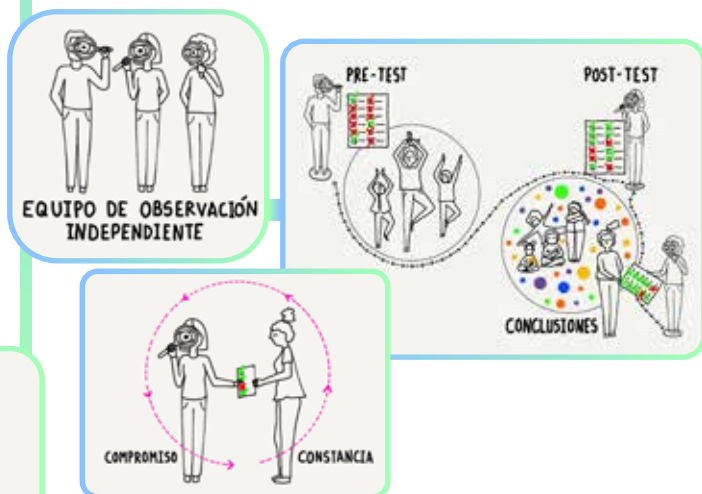 EQUIPO DE OBSERVACIÓN
INDEPENDIENTE
PRE-TEST
POST-TEST
CONCLUSIONES
COMPROMISO
CONSTANCIA